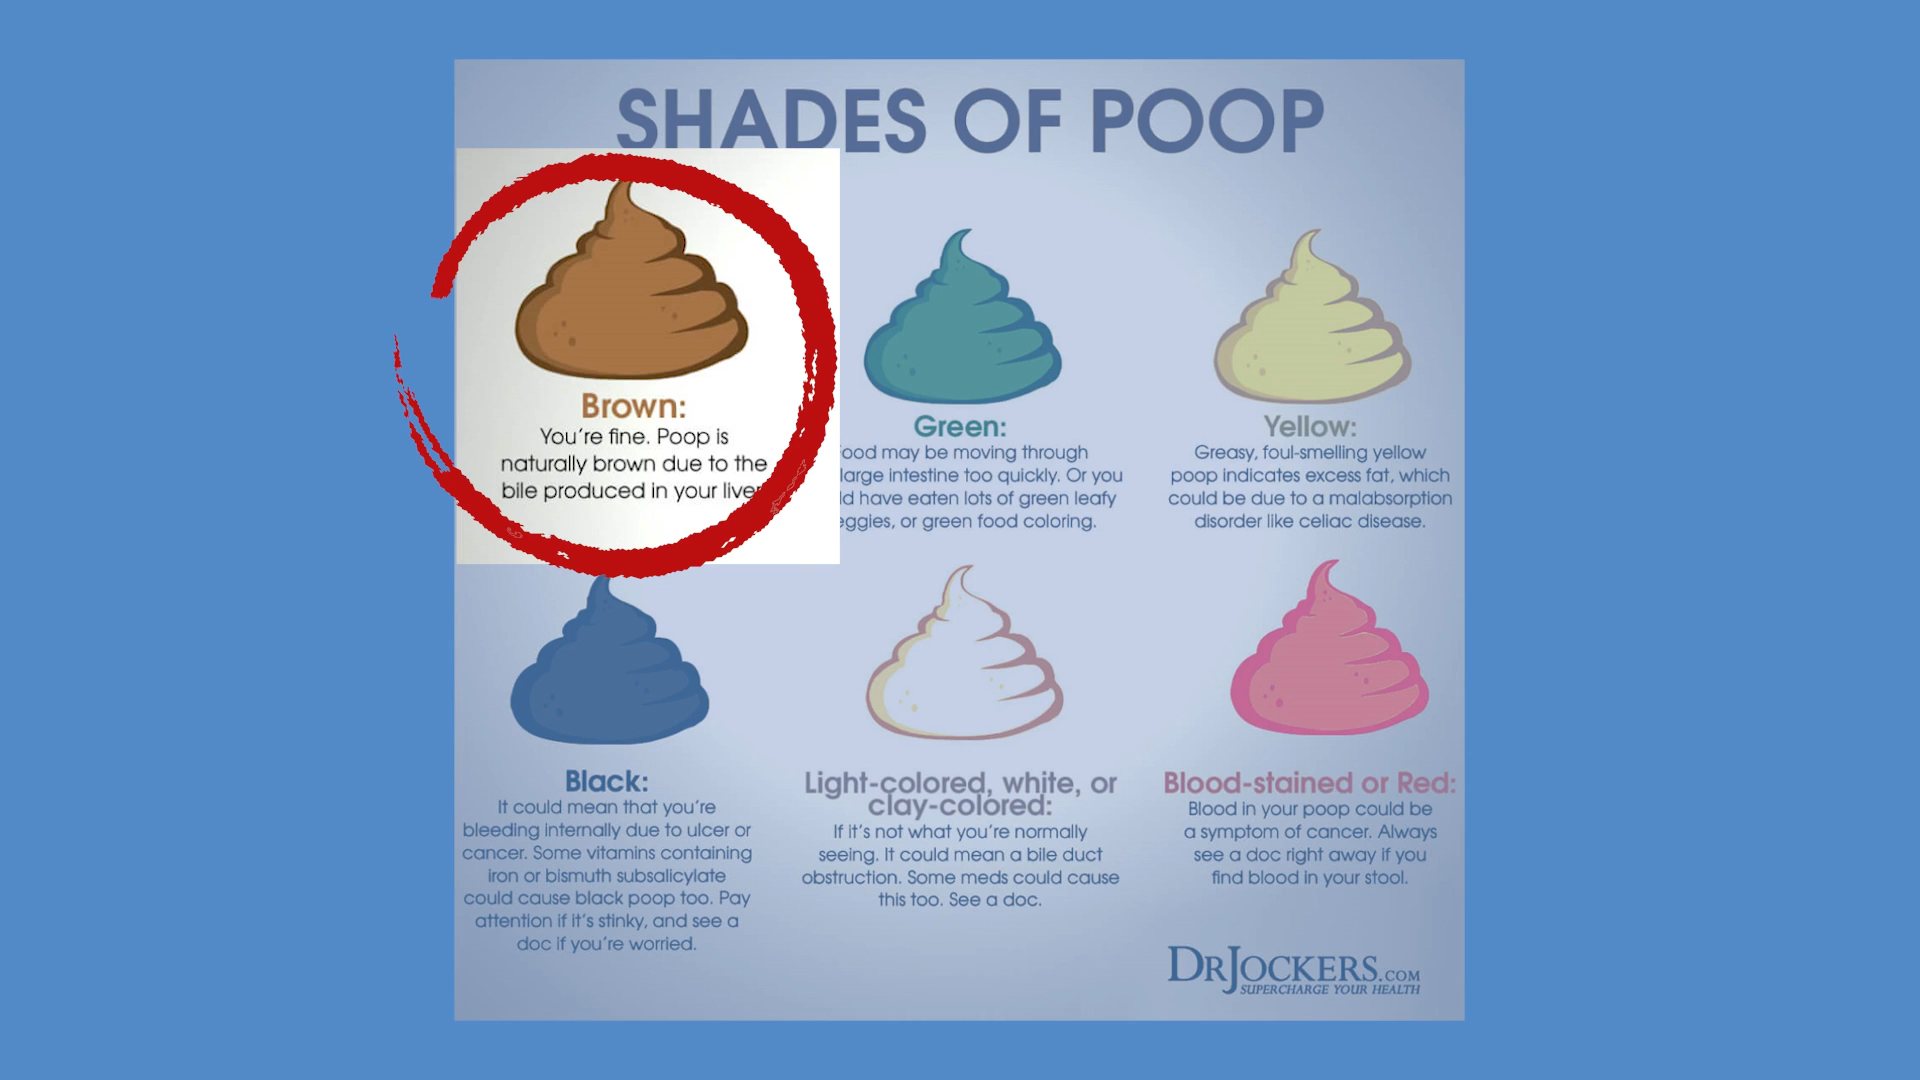 SHADES OF POOP
Brown:
You're fine. Poop is
naturally brown due to the
bile produced in your liver
Green:
ood may be moving through
large intestine too quickly. Or you
ld have eaten lots of green leafy
eggies, or green food coloring.
Yellow:
Greasy, foul-smelling yellow
poop indicates excess fat, which
could be due to a malabsorption
disorder like celiac disease.
Black:
It could mean that you're
bleeding internally due to ulcer or
cancer. Some vitamins containing
iron or bismuth subsalicylate
could cause black poop too. Pay
attention if it's stinky, and see a
doc if you're worried.
Light-colored, white, or
clay-colored:
If it's not what you're normally
seeing. It could mean a bile duct
obstruction. Some meds could cause
this too. See a doc.
Blood-stained or Red:
Blood in your poop could be
a symptom of cancer. Always
see a doc right away if you
find blood in your stool.
DRJOCKERS.COM
SUPERCHARGE YOUR HEALTH